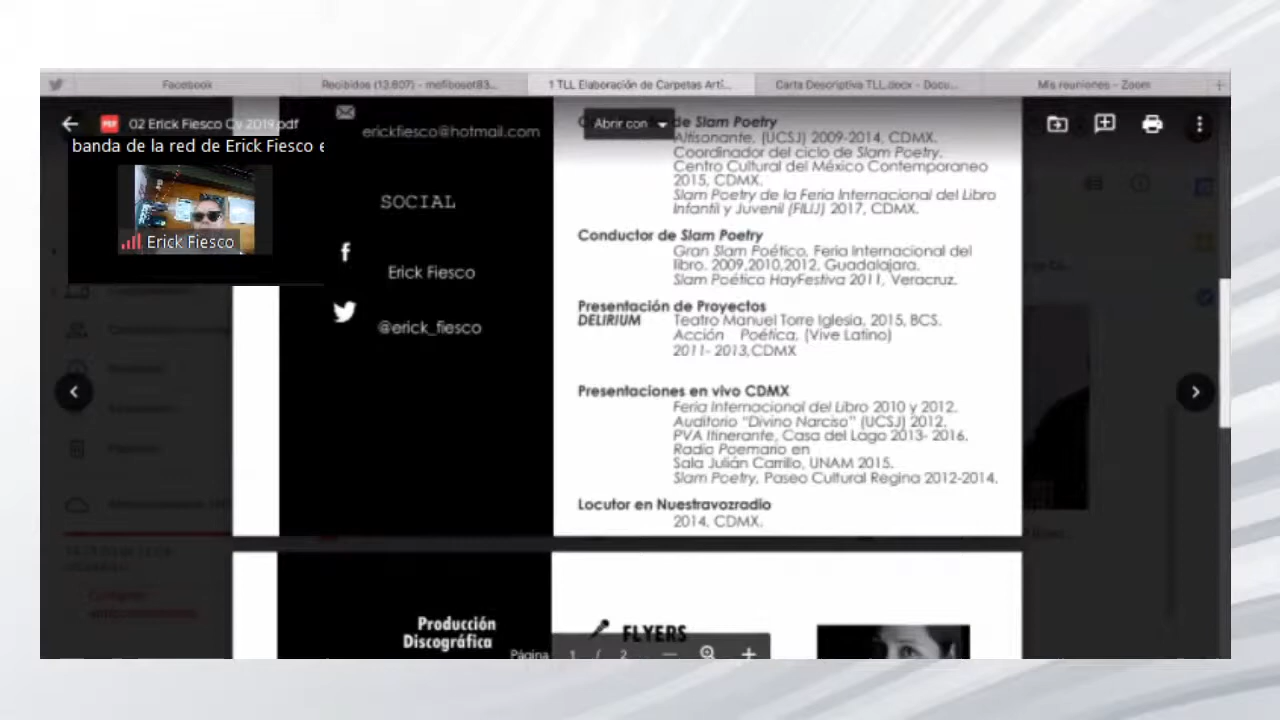 Facebook
Recibidos (13,607) - mefiboset83...
1 TLL Elaboración de Carpetas Artí...
Carta Descriptiva TLL.docx - Docu...
Mis reuniones - Zoom
02 Erick Fiesco Cv 2019.pdf
banda de la red de Erick Fiesco e
Erick Fiesco
Abrir con
erickfiesco@hotmail.com
SOCIAL
Erick Fiesco
@erick_fiesco
de Slam Poetry
Altisonante. (UCSJ) 2009-2014, CDMX.
Coordinador del ciclo de Slam Poetry.
Centro Cultural del México Contemporaneo
2015, CDMX.
Slam Poetry de la Feria Internacional del Libro
Infantil y Juvenil (FILIJ) 2017, CDMX.
Conductor de Slam Poetry
Gran Slam Poético, Feria Internacional del
libro. 2009,2010,2012. Guadalajara.
Slam Poética HayFestiva 2011, Veracruz.
Presentación de Proyectos
DELIRIUM Teatro Manuel Torre Iglesia, 2015, BCS.
Acción Poética, (Vive Latino)
2011- 2013,CDMX
Presentaciones en vivo CDMX
Feria Internacional del Libro 2010 y 2012.
Auditorio "Divino Narciso" (UCSJ) 2012.
PVA Itinerante, Casa del Lago 2013- 2016.
Radio Poemario en
Sala Julián Carrillo, UNAM 2015.
Slam Poetry, Paseo Cultural Regina 2012-2014.
Locutor en Nuestravozradio
2014. CDMX.
Producción
Discográfica
FLYERS
Página 1 / 2